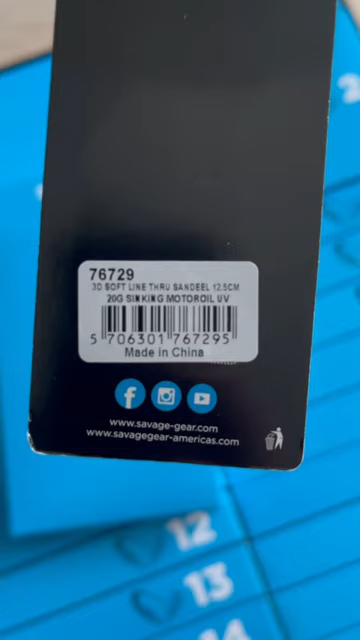 76729
3D SOFT LINE THRU SANDEEL 12.5CM
20G SINKING MOTOROIL UV
5 706301 767295
Made in China
www.savage-gear.com
www.savagegear-americas.com
12
13
14